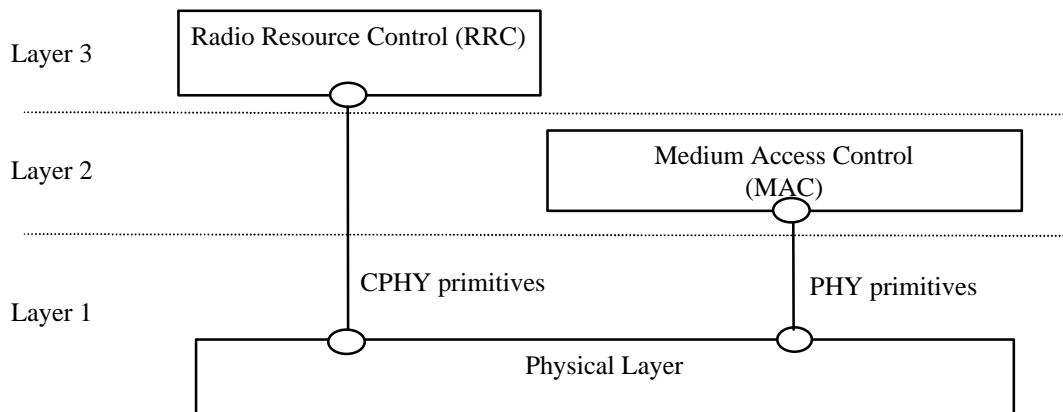 Radio Resource Control (RRC)
Layer 3
Medium Access Control
(MAC)
Layer 2
CPHY primitives
PHY primitives
Layer 1
Physical Layer